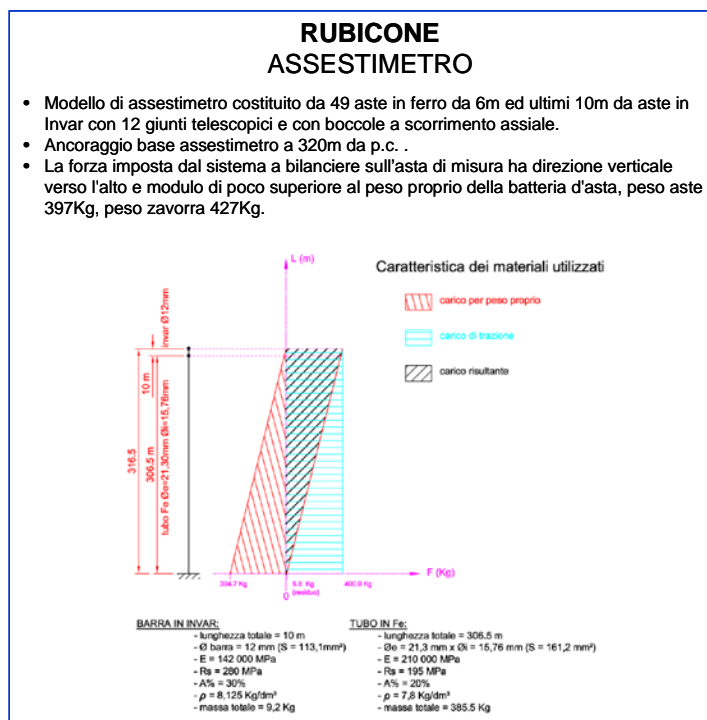 RUBICONE
ASSESTIMETRO
• Modello di assestimetro costituito da 49 aste in ferro da 6m ed ultimi 10m da aste in
Invar con 12 giunti telescopici e con boccole a scorrimento assiale.
• Ancoraggio base assestimetro a 320m da p.c. .
• La forza imposta dal sistema a bilanciere sull'asta di misura ha direzione verticale
verso l'alto e modulo di poco superiore al peso proprio della batteria d'asta, peso aste
397Kg, peso zavorra 427Kg.
L (m)
Caratteristica dei materiali utilizzati
carico per peso proprio
carico di trazione
carico risultante
invar Ø12mm
10 m
316.5
306.5 m
tubo Fe Øe=21,30mm Øi=15,76mm
F (Kg)
394.7 Kg
5.8 Kg
(residuo)
400.0 Kg
0
BARRA IN INVAR:
- lunghezza totale = 10 m
- Ø barra = 12 mm (S = 113,1mm²)
- E = 142 000 MPa
- Rs = 280 MPa
- A% = 30%
- ρ = 8,125 Kg/dm³
- massa totale = 9,2 Kg
TUBO IN Fe:
- lunghezza totale = 306.5 m
- Øe = 21,3 mm x Øi = 15,76 mm (S = 161,2 mm²)
- E = 210 000 MPa
- Rs = 195 MPa
- A% = 20%
- ρ = 7,8 Kg/dm³
- massa totale = 385.5 Kg